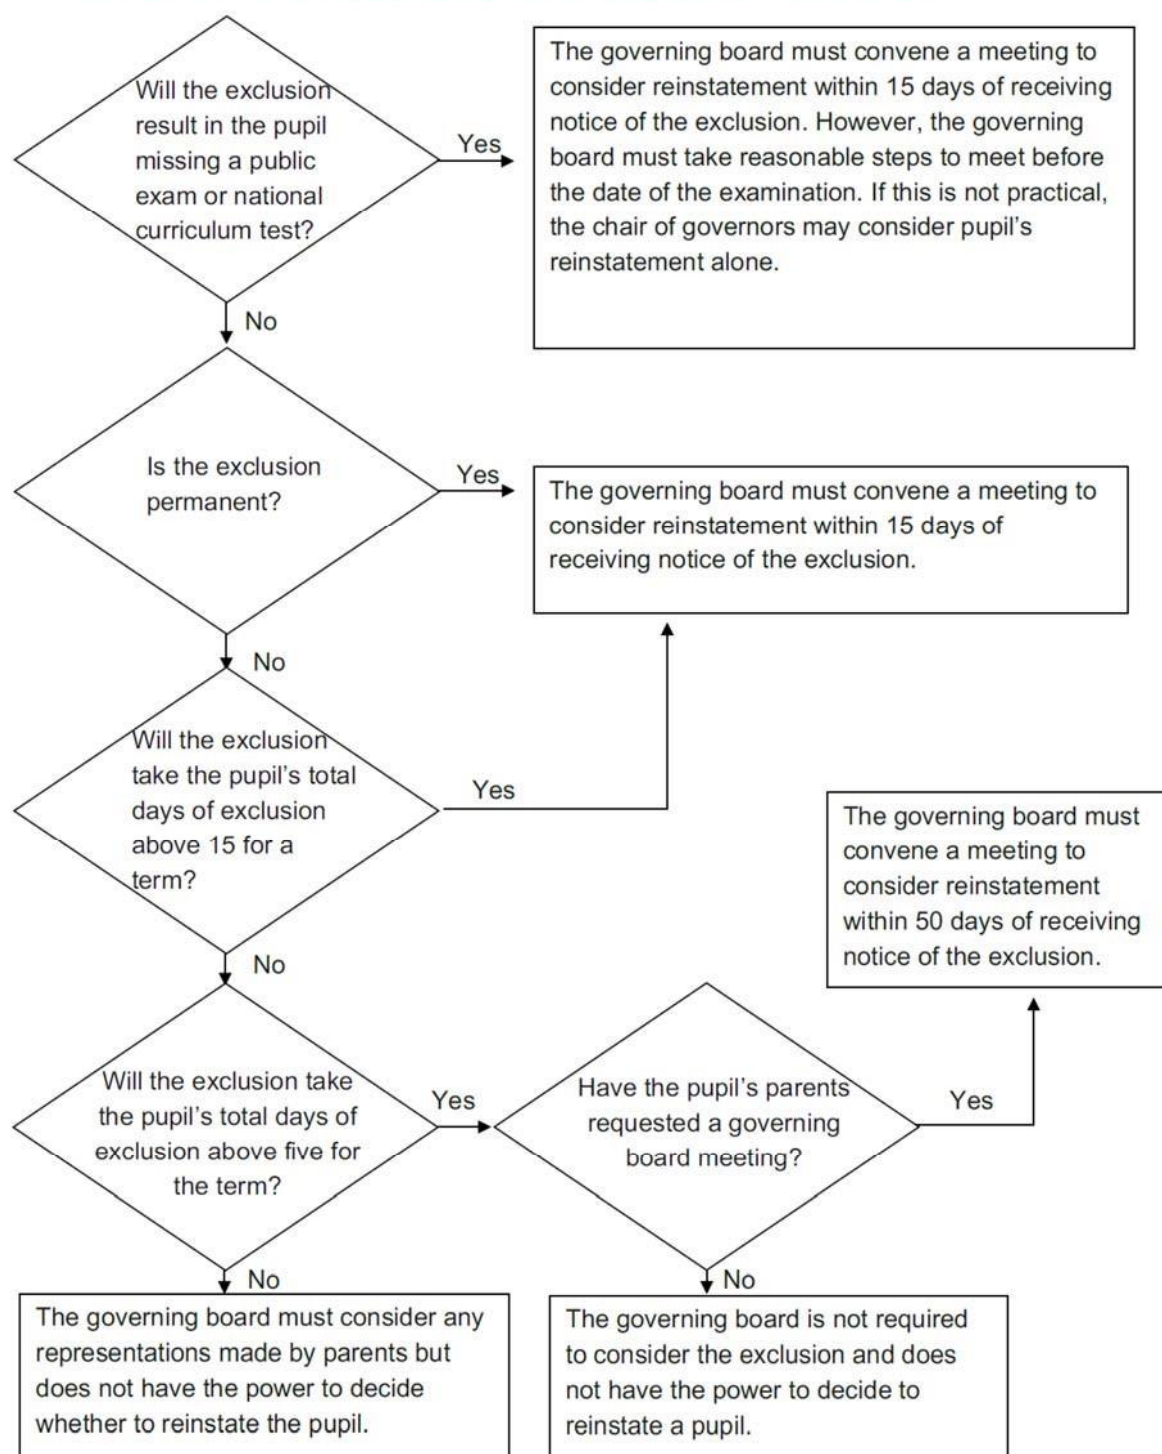 Will the exclusion
result in the pupil
missing a public
exam or national
curriculum test?
Yes
The governing board must convene a meeting to
consider reinstatement within 15 days of receiving
notice of the exclusion. However, the governing
board must take reasonable steps to meet before
the date of the examination. If this is not practical,
the chair of governors may consider pupil's
reinstatement alone.
No
Is the exclusion
permanent?
Yes
The governing board must convene a meeting to
consider reinstatement within 15 days of
receiving notice of the exclusion.
No
Will the exclusion
take the pupil's total
days of exclusion
above 15 for a
term?
Yes
The governing board must
convene a meeting to
consider reinstatement
within 50 days of receiving
notice of the exclusion.
No
Will the exclusion take
the pupil's total days of
exclusion above five for
the term?
Yes
Have the pupil's parents
requested a governing
board meeting?
Yes
No
The governing board must consider any
representations made by parents but
does not have the power to decide
whether to reinstate the pupil.
No
The governing board is not required
to consider the exclusion and does
not have the power to decide to
reinstate a pupil.